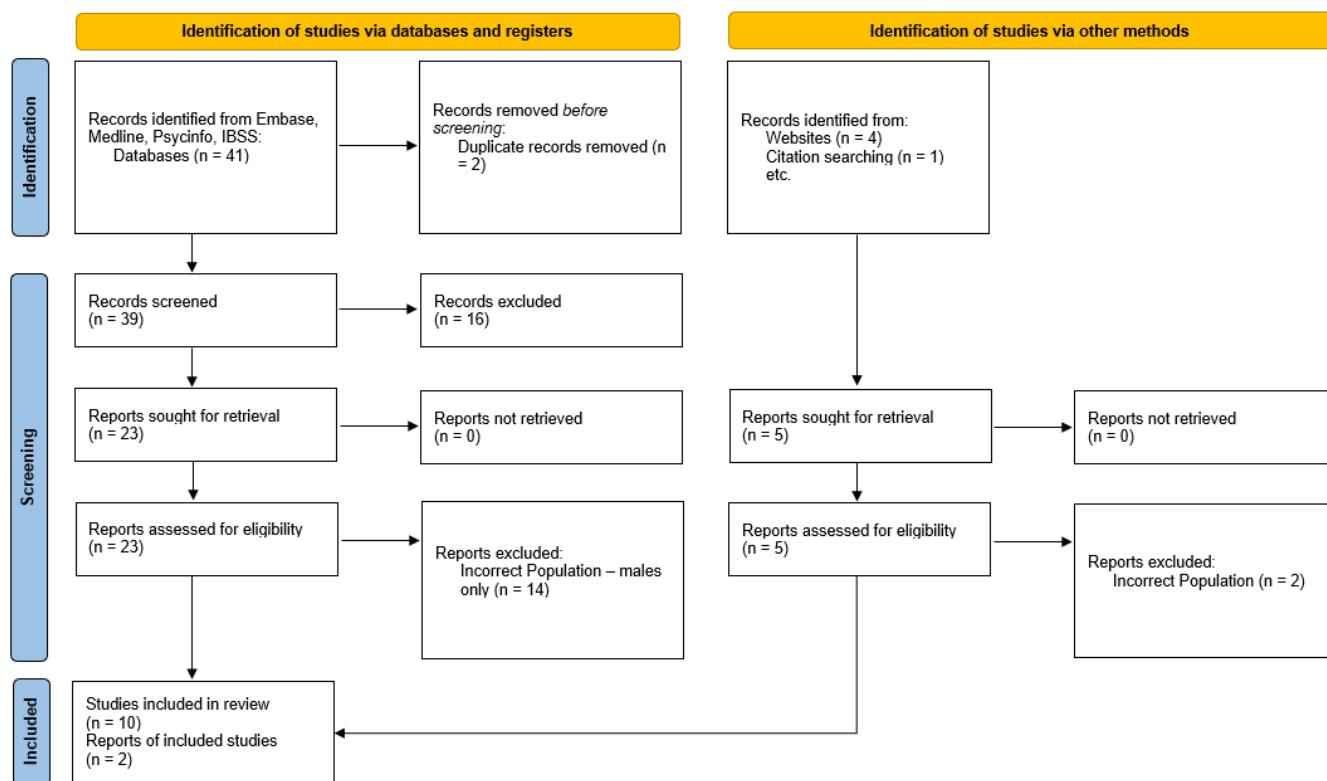 Identification of studies via databases and registers
Identification of studies via other methods
Identification
Records identified from Embase,
Medline, Psycinfo, IBSS:
Databases (n = 41)
Records removed before
screening:
Duplicate records removed (n
= 2)
Records identified from:
Websites (n = 4)
Citation searching (n = 1)
etc.
Screening
Records screened
(n = 39)
Records excluded
(n = 16)
Reports sought for retrieval
(n = 23)
Reports not retrieved
(n = 0)
Reports sought for retrieval
(n = 5)
Reports not retrieved
(n = 0)
Reports assessed for eligibility
(n = 23)
Reports excluded:
Incorrect Population – males
only (n = 14)
Reports assessed for eligibility
(n = 5)
Reports excluded:
Incorrect Population (n = 2)
Included
Studies included in review
(n = 10)
Reports of included studies
(n = 2)